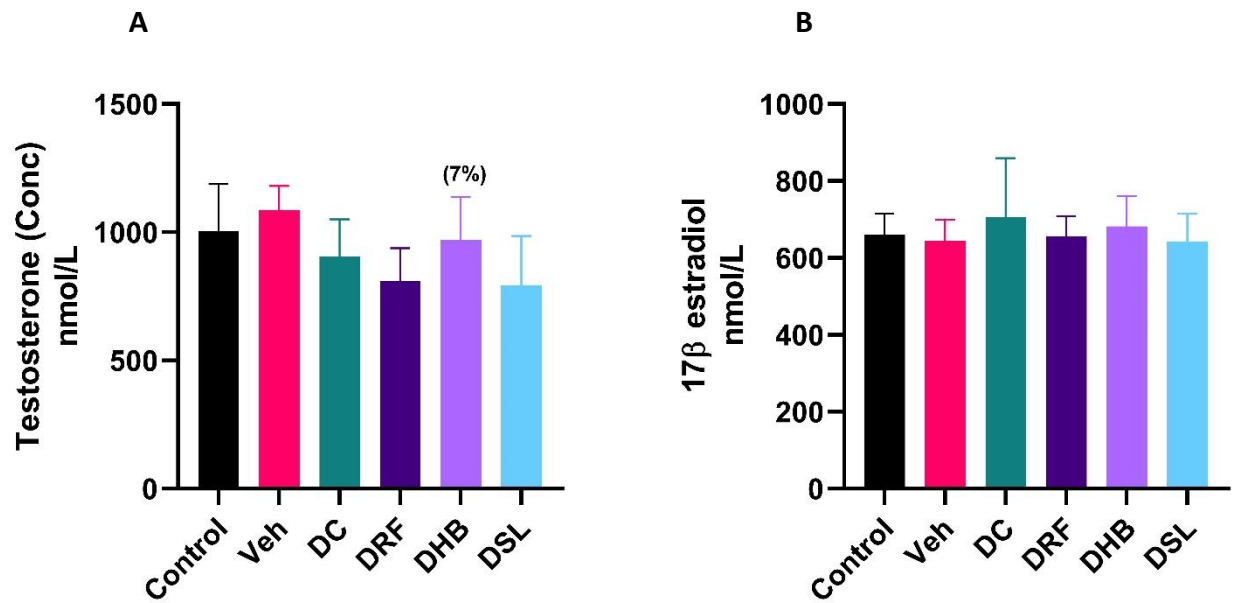 A
Testosterone (Conc)
nmol/L
1500
1000
500
0
(7%)
Control
Veh
DC
DRF
DHB
DSL
B
17β estradiol
nmol/L
1000
800
600
400
200
0
Control
Veh
DC
DRF
DHB
DSL